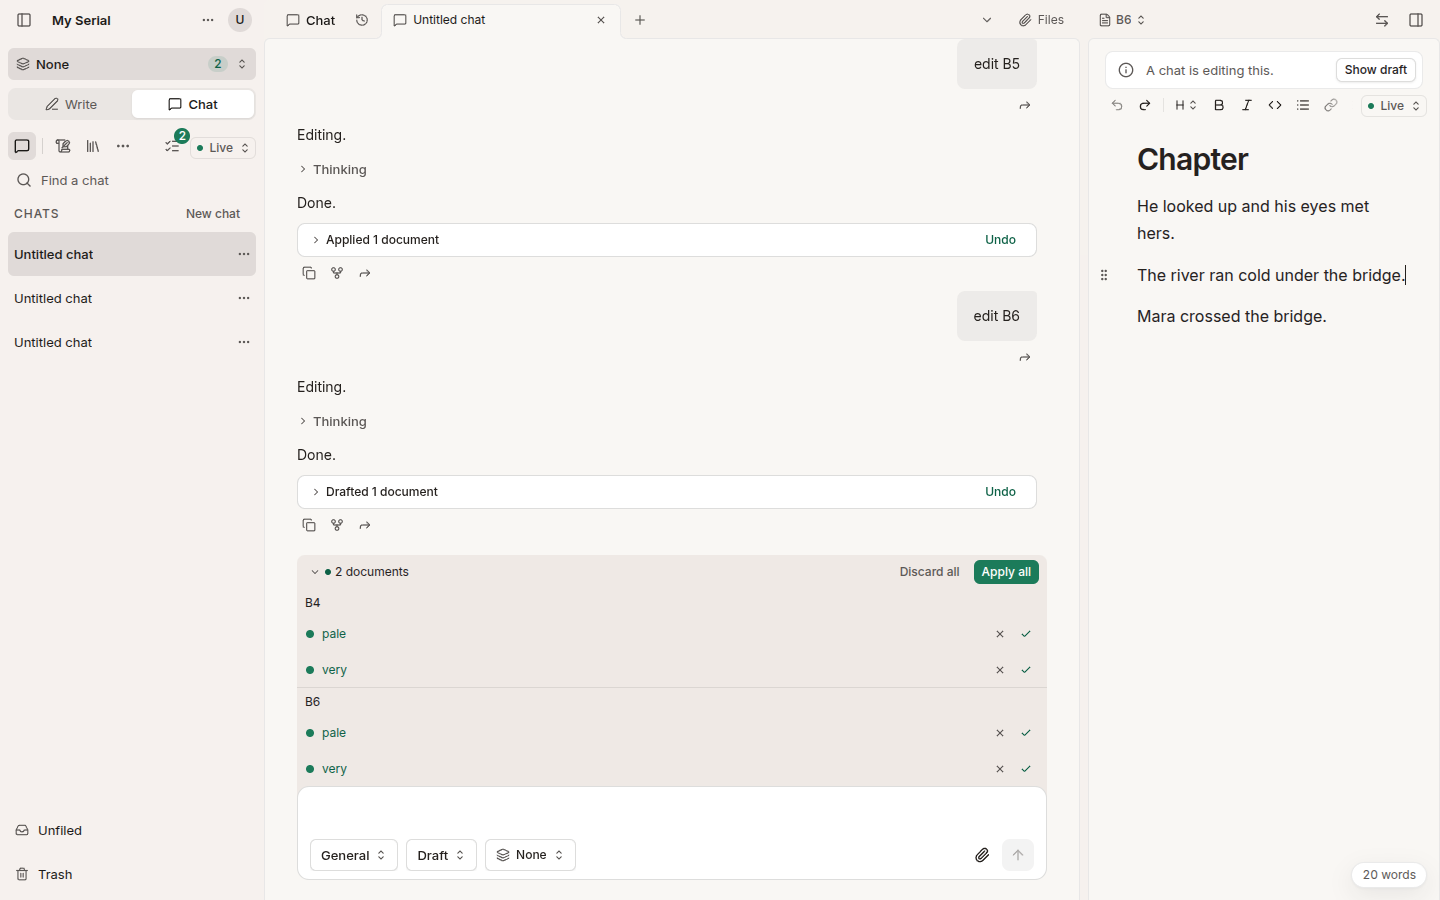 My Serial
U
Chat
Untitled chat
Files
B6
None
2
Write
Chat
2
Live
Find a chat
CHATS
New chat
Untitled chat
Untitled chat
Untitled chat
Unfiled
Trash
edit B5
Editing.
Thinking
Done.
Applied 1 document
Undo
edit B6
Editing.
Thinking
Done.
Drafted 1 document
Undo
2 documents
Discard all
Apply all
B4
pale
very
B6
pale
very
General
Draft
None
A chat is editing this.
Show draft
H
B
I
Live
Chapter
He looked up and his eyes met
hers.
The river ran cold under the bridge.
Mara crossed the bridge.
20 words